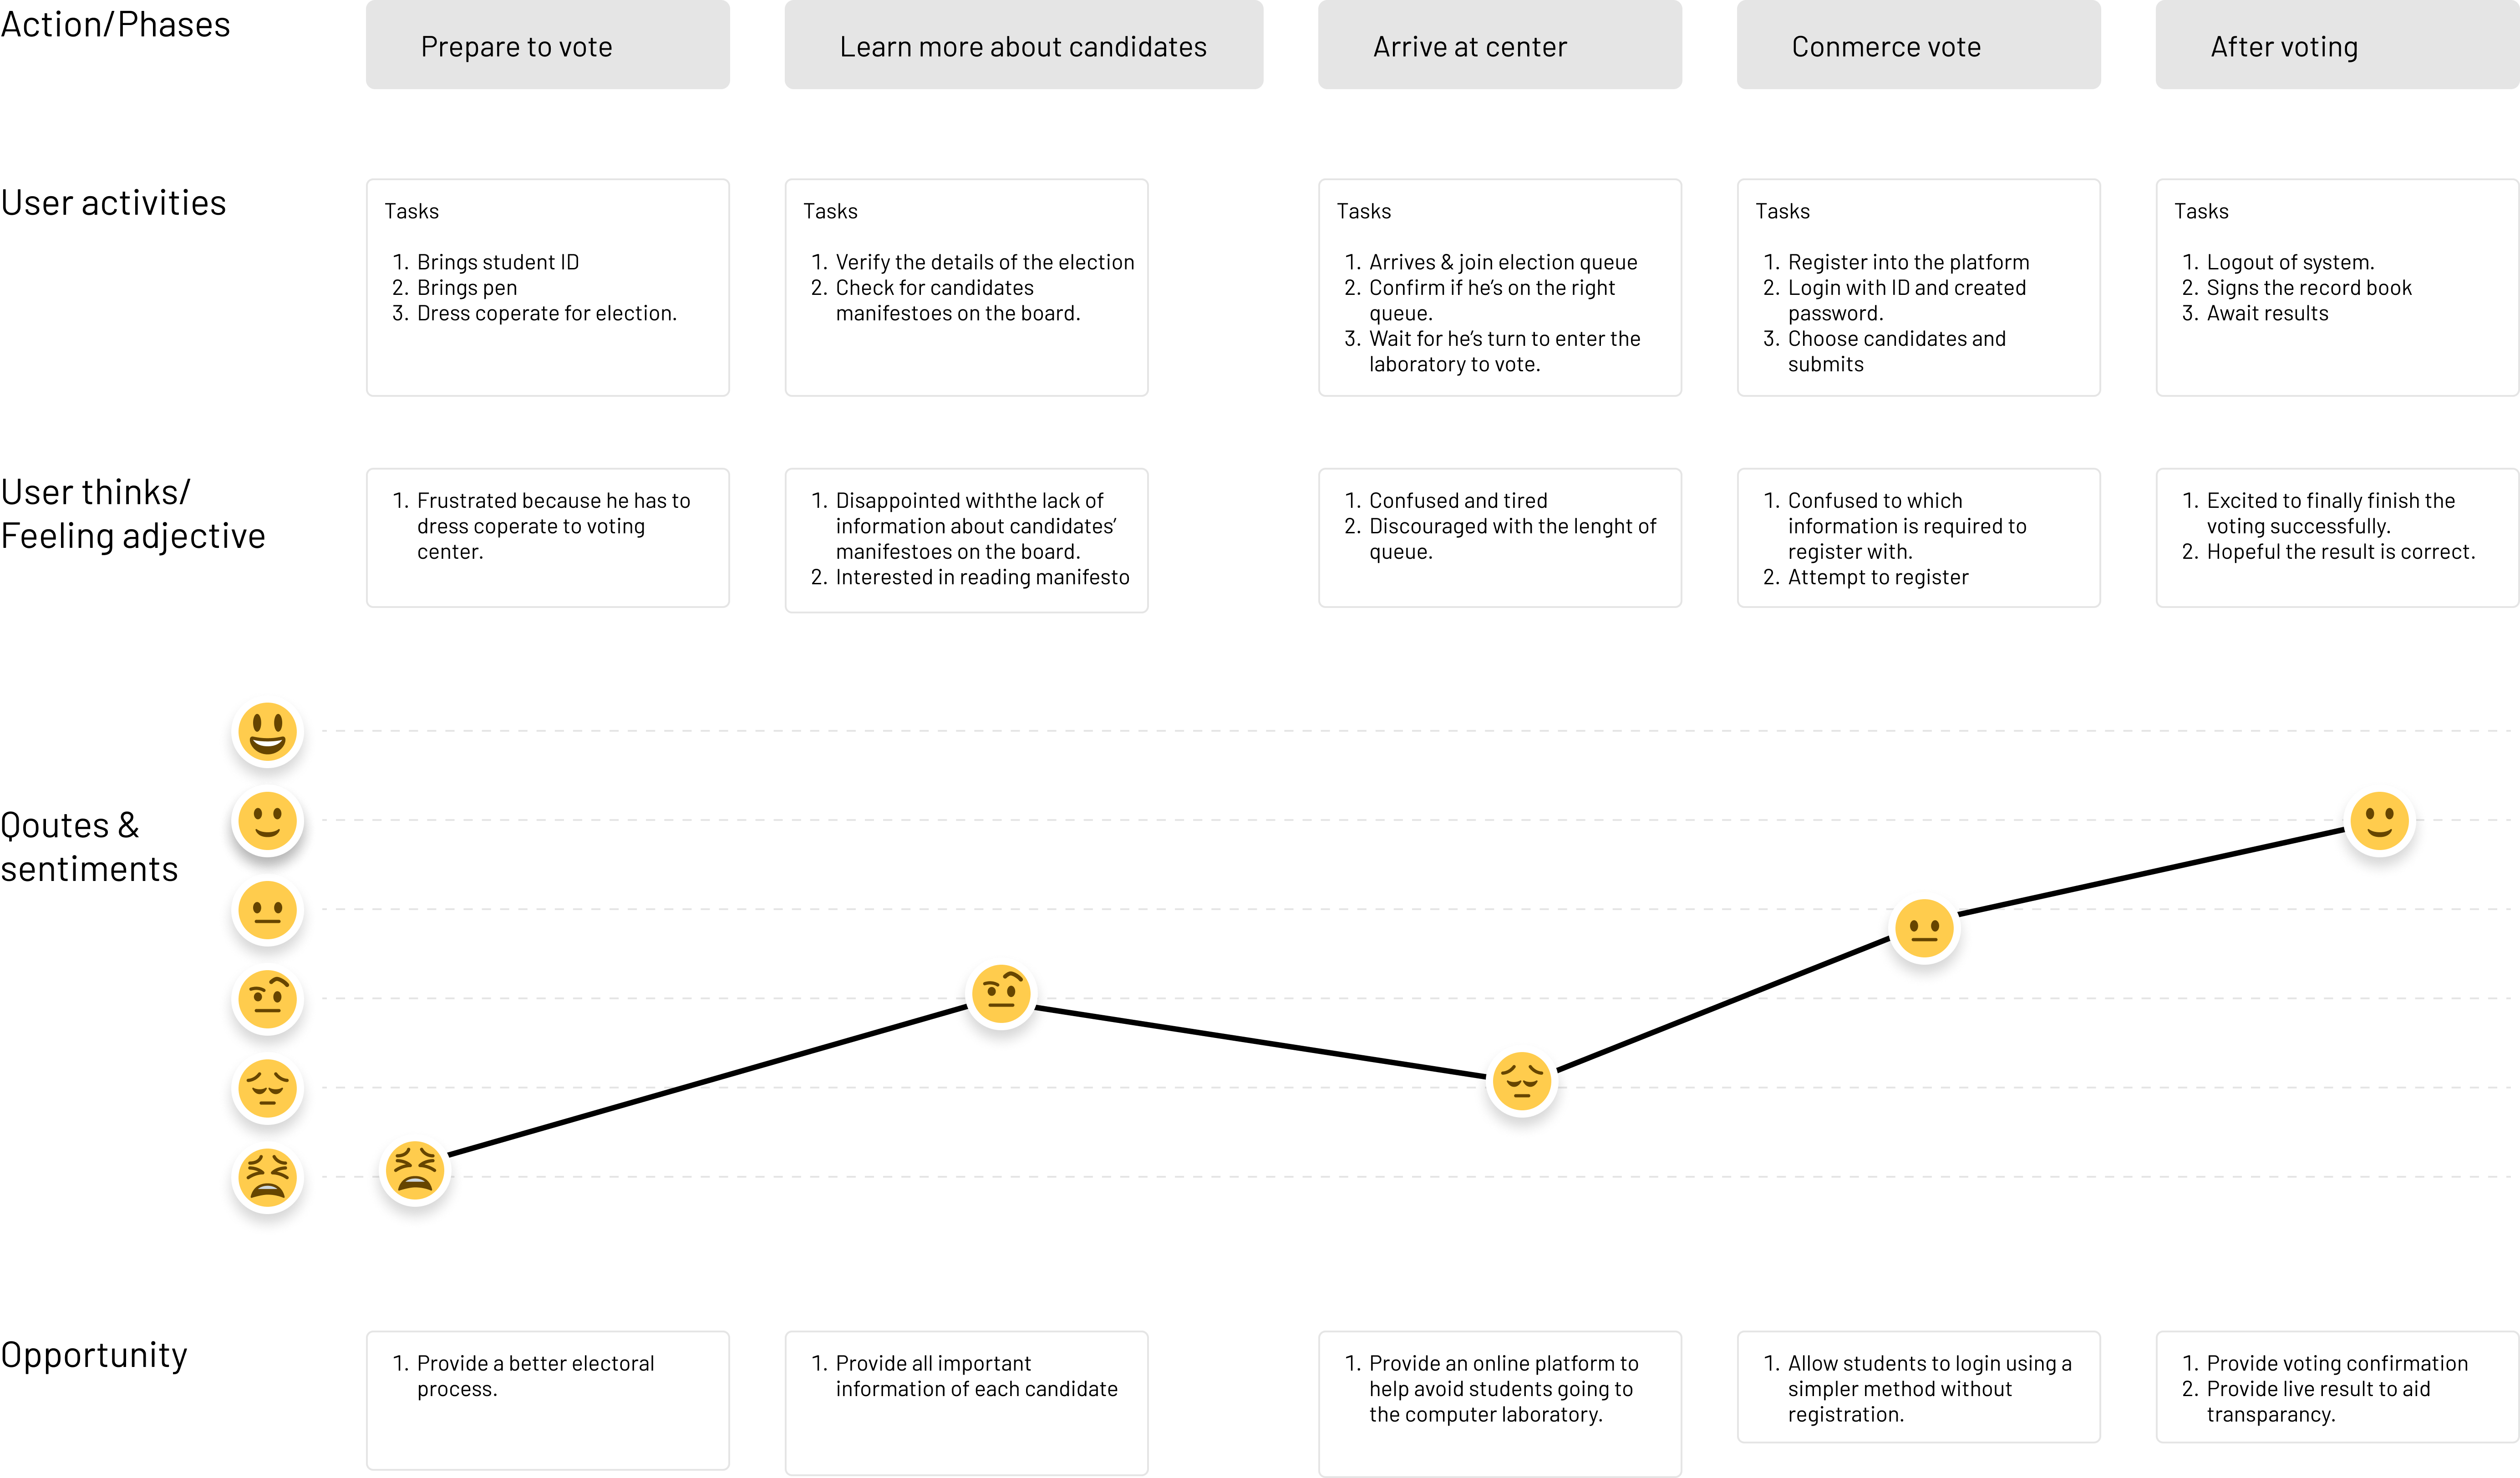 Action/Phases
Prepare to vote
Learn more about candidates
Arrive at center
Conmerce vote
After voting
User activities
Tasks
1. Brings student ID
2. Brings pen
3. Dress coperate for election.
Tasks
1. Verify the details of the election
2. Check for candidates
manifestoes on the board.
Tasks
1. Arrives & join election queue
2. Confirm if he's on the right
queue.
3. Wait for he's turn to enter the
laboratory to vote.
Tasks
1. Register into the platform
2. Login with ID and created
password.
3. Choose candidates and
submits
Tasks
1. Logout of system.
2. Signs the record book
3. Await results
User thinks/
Feeling adjective
1. Frustrated because he has to
dress coperate to voting
center.
1. Disappointed withthe lack of
information about candidates'
manifestoes on the board.
2. Interested in reading manifesto
1. Confused and tired
2. Discouraged with the lenght of
queue.
1. Confused to which
information is required to
register with.
2. Attempt to register
1. Excited to finally finish the
voting successfully.
2. Hopeful the result is correct.
Qoutes &
sentiments
Opportunity
1. Provide a better electoral
process.
1. Provide all important
information of each candidate
1. Provide an online platform to
help avoid students going to
the computer laboratory.
1. Allow students to login using a
simpler method without
registration.
1. Provide voting confirmation
2. Provide live result to aid
transparancy.